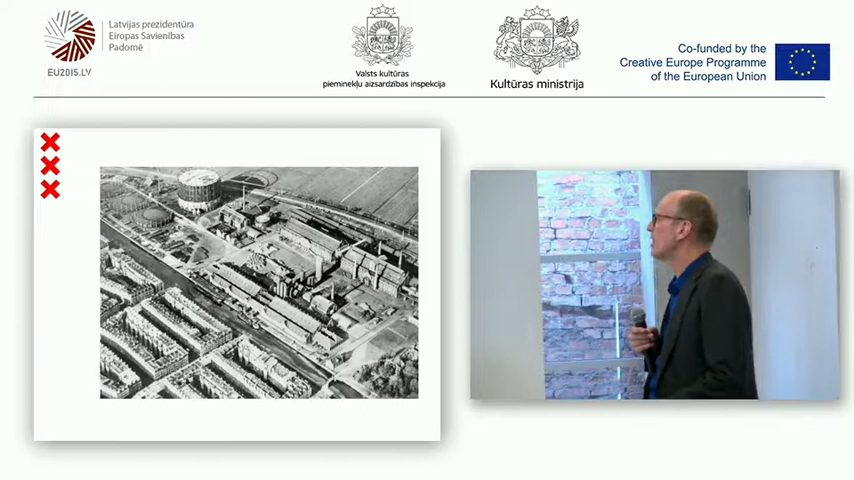 Latvijas prezidentūra
Eiropas Savienības
Padomē
EU2015.LV
Valsts kultūras
pieminekļu aizsardzības inspekcija
Kultūras ministrija
Co-funded by the
Creative Europe Programme
of the European Union